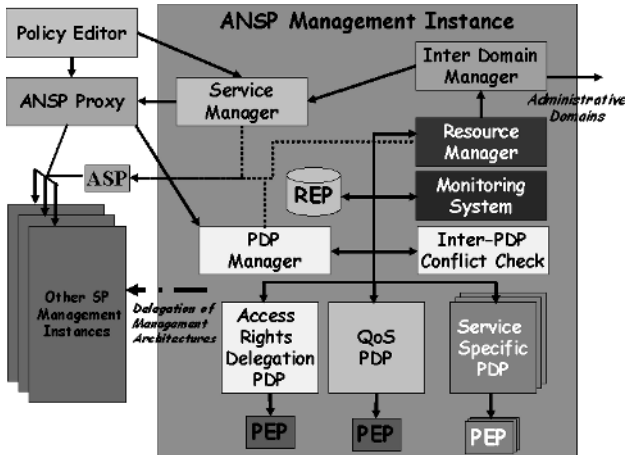 ANSP Management Instance
Policy Editor
Inter Domain
Manager
Service
Manager
ANSP Proxy
Administrative
Domains
Resource
Manager
ASP
REP
Monitoring
System
PDP
Manager
Inter-PDP
Conflict Check
Other SP
Management
Instances
Delegation of
Management
Architectures
Access
Rights
Delegation
PDP
QoS
PDP
Service
Specific
PDP
PEP
PEP
PEP